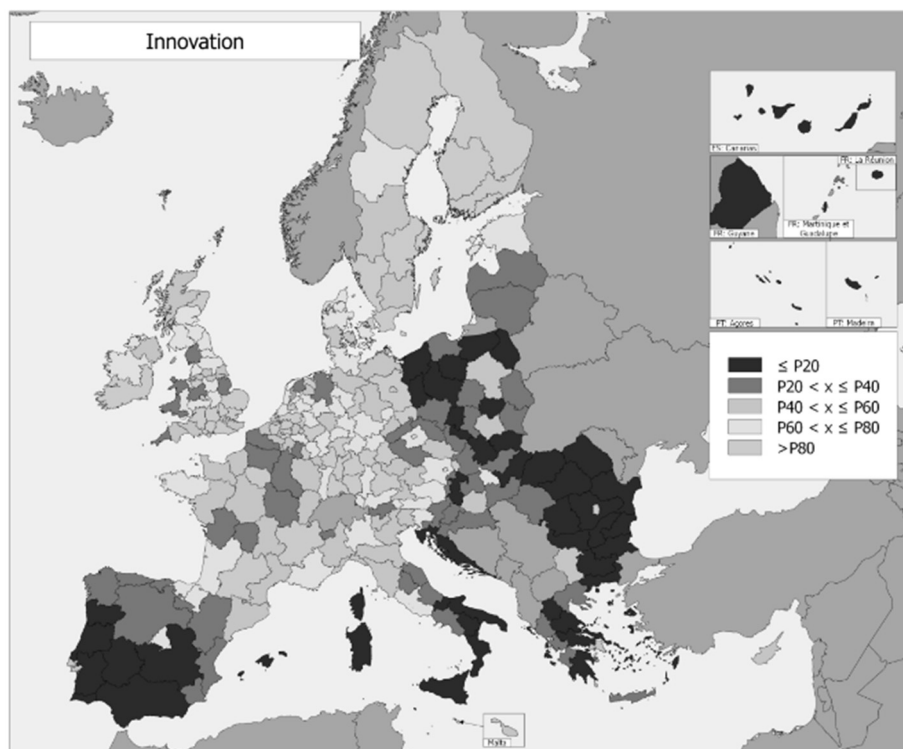 Innovation
ES: Canarias
FR: La Réunion
FR: Guyane
FR: Martinique et
Guadalupe
PT: Açores
PT: Madeira
≤ P20
P20 < x ≤ P40
P40 < x ≤ P60
P60 < x ≤ P80
>P80
Malta